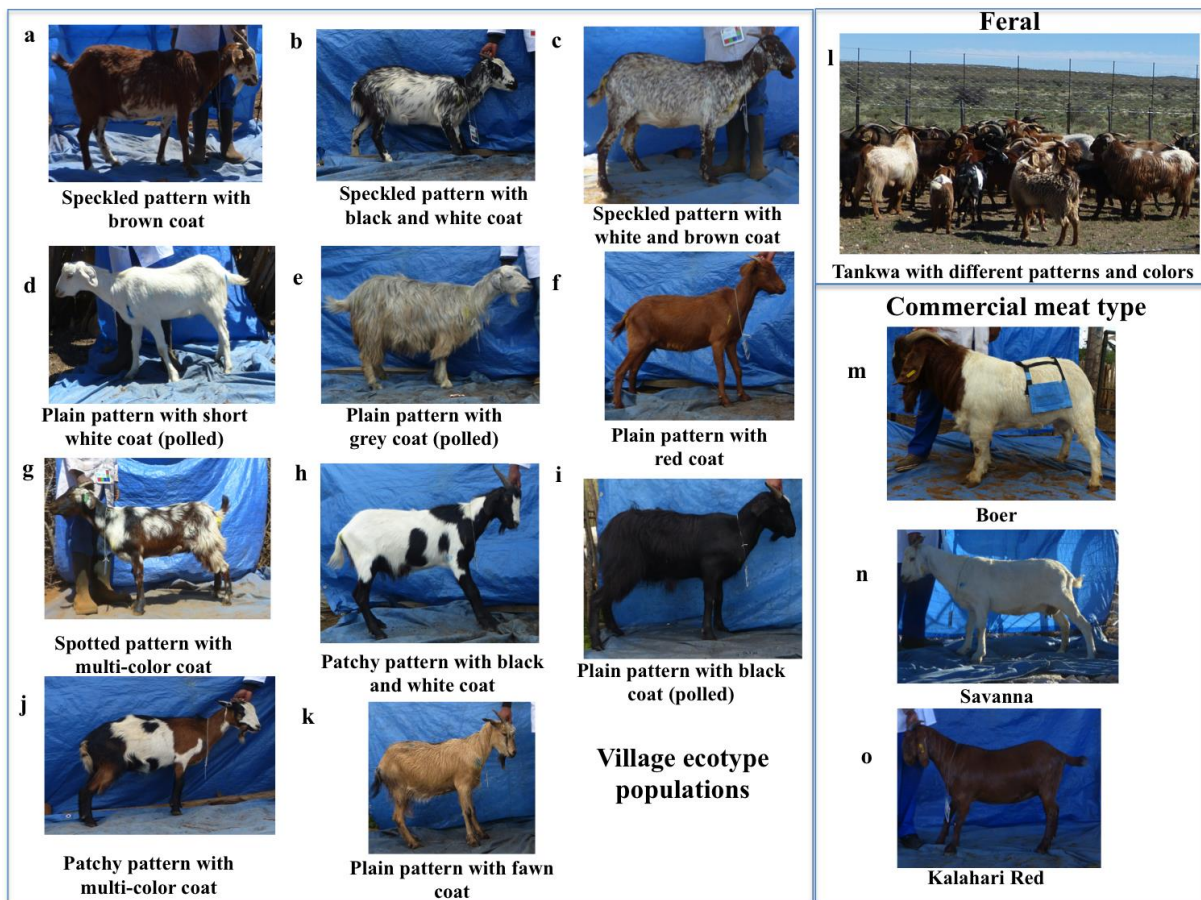 a
b
c
Speckled pattern with
brown coat
Speckled pattern with
black and white coat
Speckled pattern with
white and brown coat
d
e
f
Plain pattern with short
white coat (polled)
Plain pattern with
grey coat (polled)
Plain pattern with
red coat
g
h
i
Spotted pattern with
multi-color coat
Patchy pattern with black
and white coat
Plain pattern with black
coat (polled)
j
k
Patchy pattern with
multi-color coat
Plain pattern with fawn
coat
Village ecotype
populations
Feral
l
Tankwa with different patterns and colors
Commercial meat type
m
Boer
n
Savanna
o
Kalahari Red